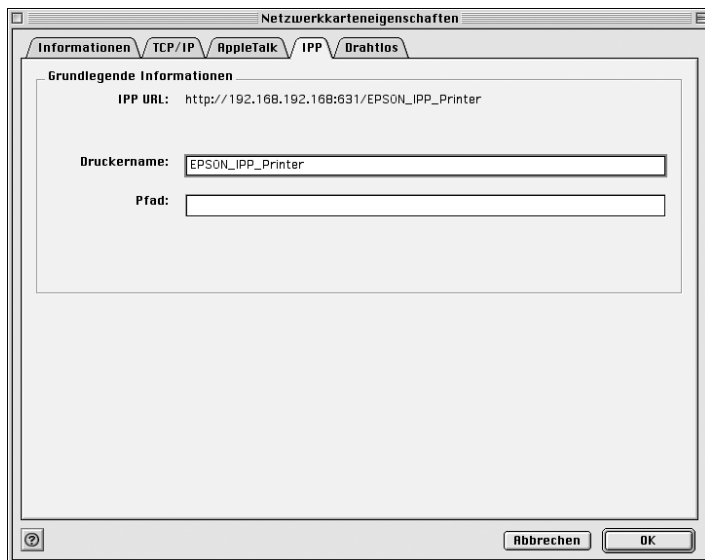 Netzwerkkarteneigenschaften
Informationen TCP/IP AppleTalk IPP Drahtlos
Grundlegende Informationen
IPP URL: http://192.168.192.168:631/EPSON_IPP_Printer
Druckername: EPSON_IPP_Printer
Pfad:
? Abbrechen OK